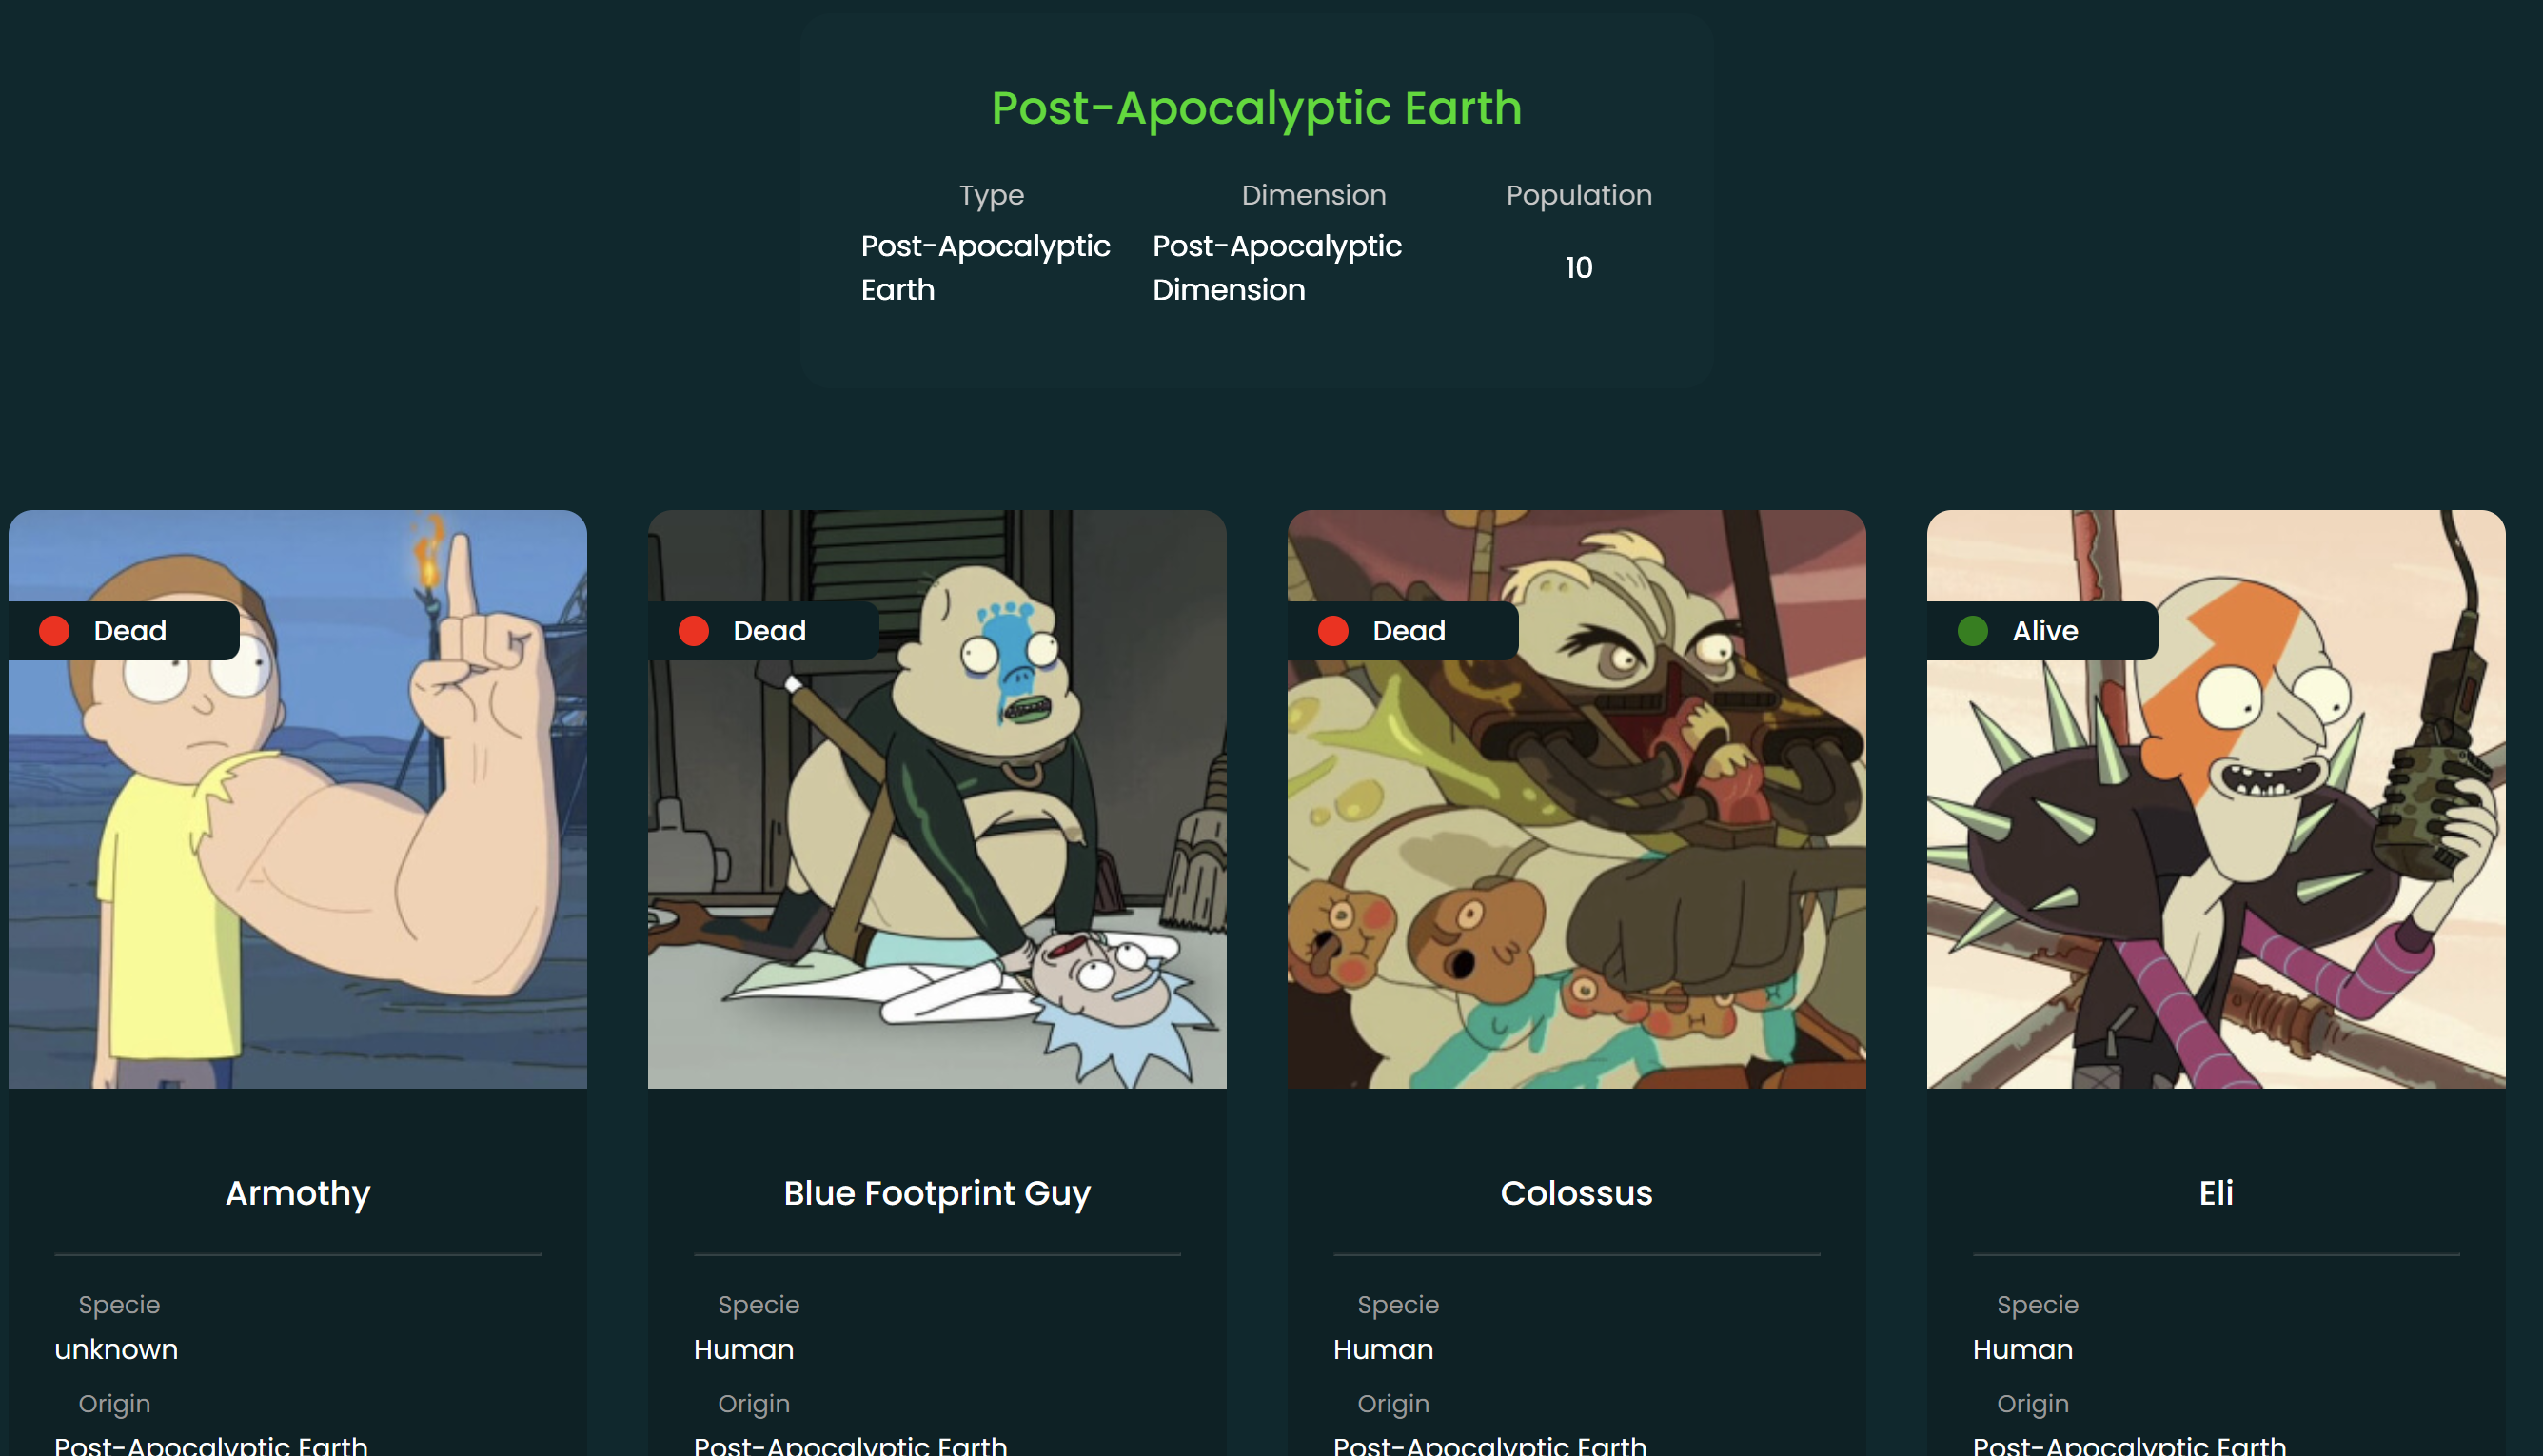 Post-Apocalyptic Earth
Type
Dimension
Population
Post-Apocalyptic
Earth
Post-Apocalyptic
Dimension
10
Dead
Dead
Dead
Alive
Armothy
Blue Footprint Guy
Colossus
Eli
Specie
Specie
Specie
Specie
unknown
Human
Human
Human
Origin
Origin
Origin
Origin
Post-Apocalyptic Earth
Post-Apocalyptic Earth
Post-Apocalyptic Earth
Post-Apocalyptic Earth